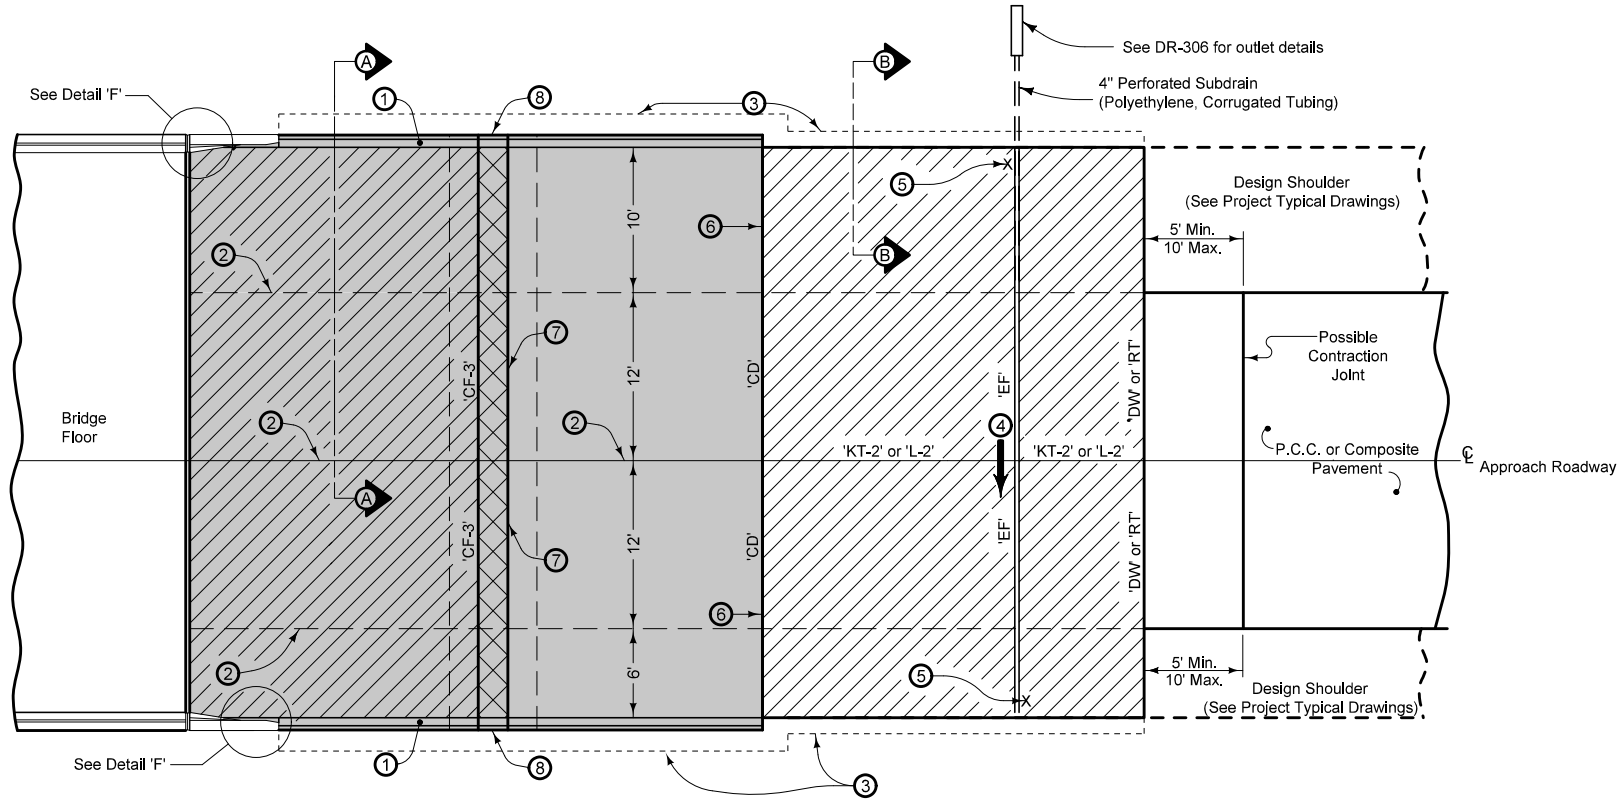 See DR-306 for outlet details
A
B
4" Perforated Subdrain
(Polyethylene, Corrugated Tubing)
See Detail 'F'
1
8
3
5
Design Shoulder
(See Project Typical Drawings)
10'
6
5' Min.
10' Max.
2
B
7
Possible
Contraction
Joint
12'
'CF-3'
'CD'
'EF'
'DW' or 'RT'
Bridge
Floor
2
2
4
'KT-2' or 'L-2'
'KT-2' or 'L-2'
P.C.C. or Composite
Pavement
℄
Approach Roadway
A
12'
'CF-3'
'CD'
'EF'
'DW' or 'RT'
7
6
2
6'
5
X
X
5' Min.
10' Max.
Design Shoulder
(See Project Typical Drawings)
See Detail 'F'
1
8
3